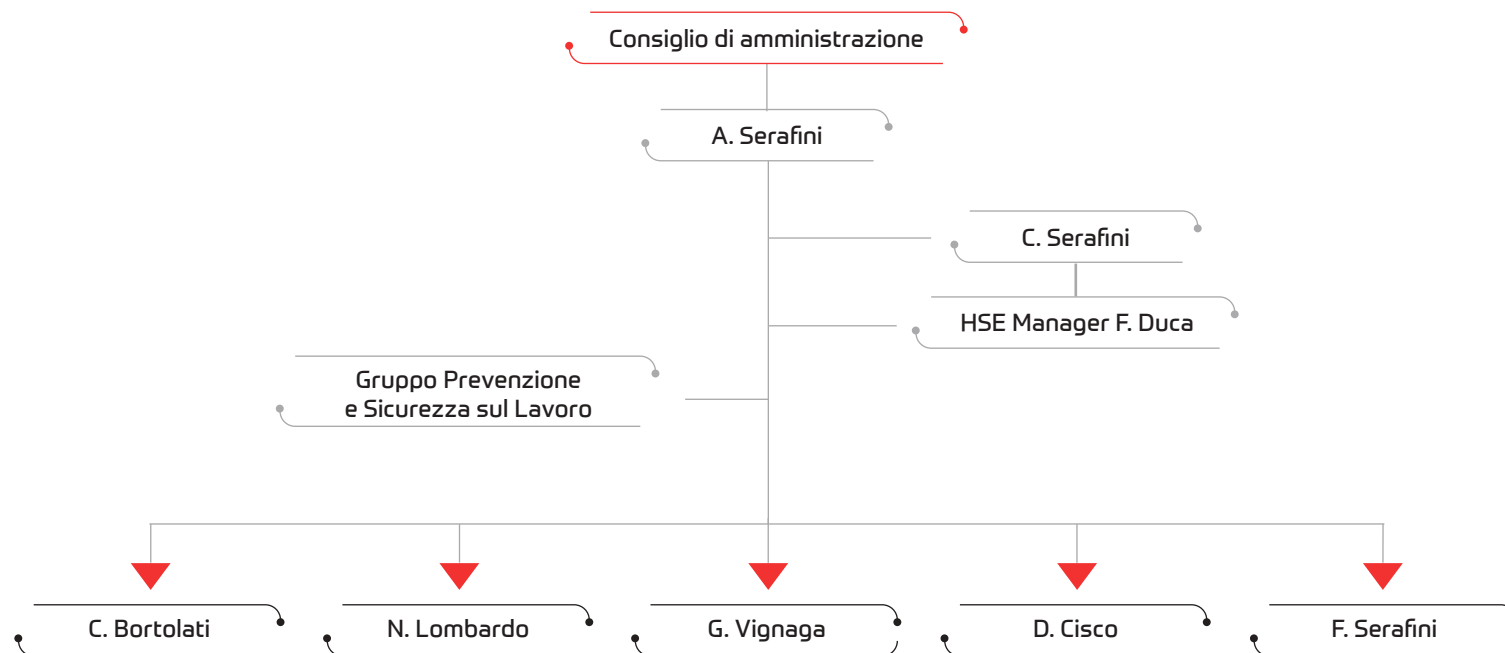 Consiglio di amministrazione
A. Serafini
C. Serafini
HSE Manager F. Duca
Gruppo Prevenzione
e Sicurezza sul Lavoro
C. Bortolati
N. Lombardo
G. Vignaga
D. Cisco
F. Serafini